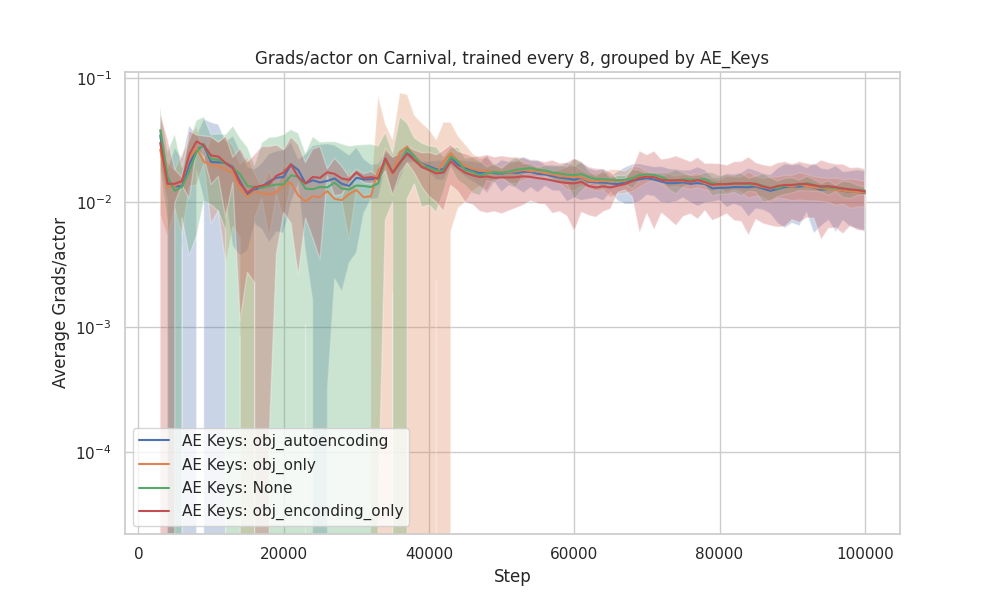 Grads/actor on Carnival, trained every 8, grouped by AE_Keys
Average Grads/actor
10⁻¹
10⁻²
10⁻³
10⁻⁴
AE Keys: obj_autoencoding
AE Keys: obj_only
AE Keys: None
AE Keys: obj_enconding_only
0 20000 40000 60000 80000 100000
Step